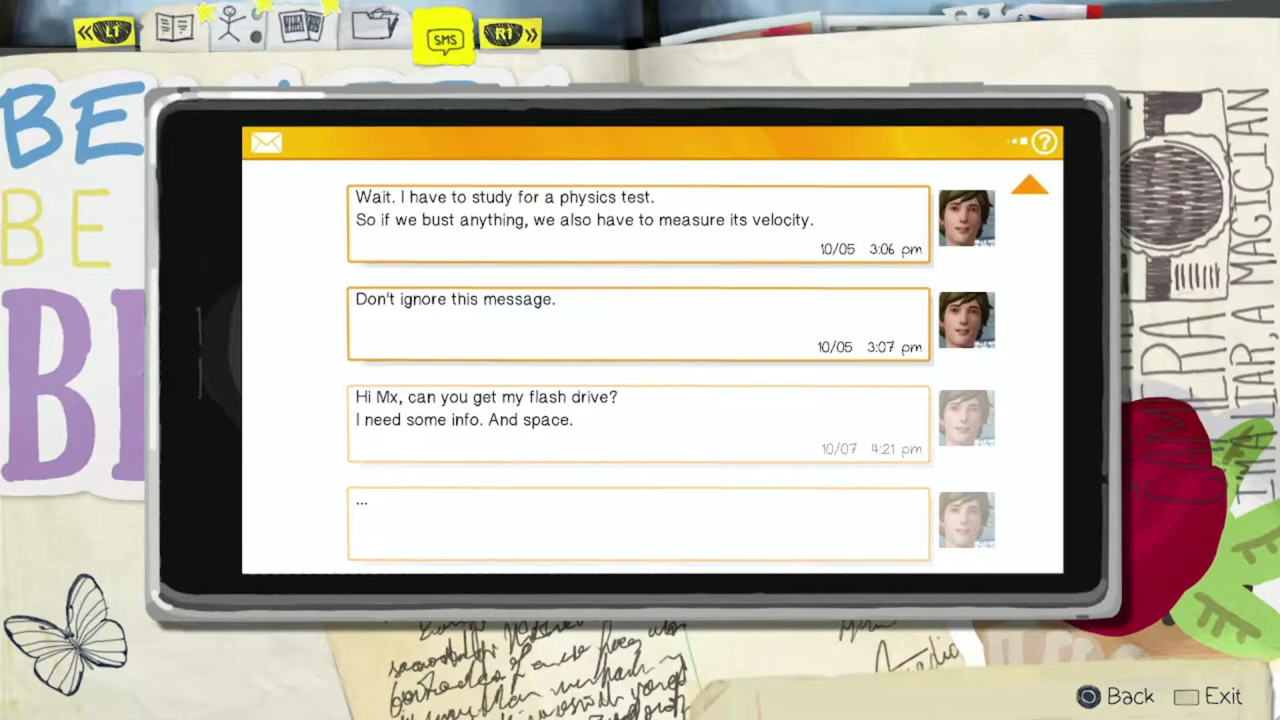 L1
SMS
R1
BE
BE
Wait. I have to study for a physics test.
So if we bust anything, we also have to measure its velocity.
10/05 3:06 pm
Don't ignore this message.
10/05 3:07 pm
Hi Mx, can you get my flash drive?
I need some info. And space.
10/07 4:21 pm
...
?
LIAR, A MAGICIAN
Back
Exit